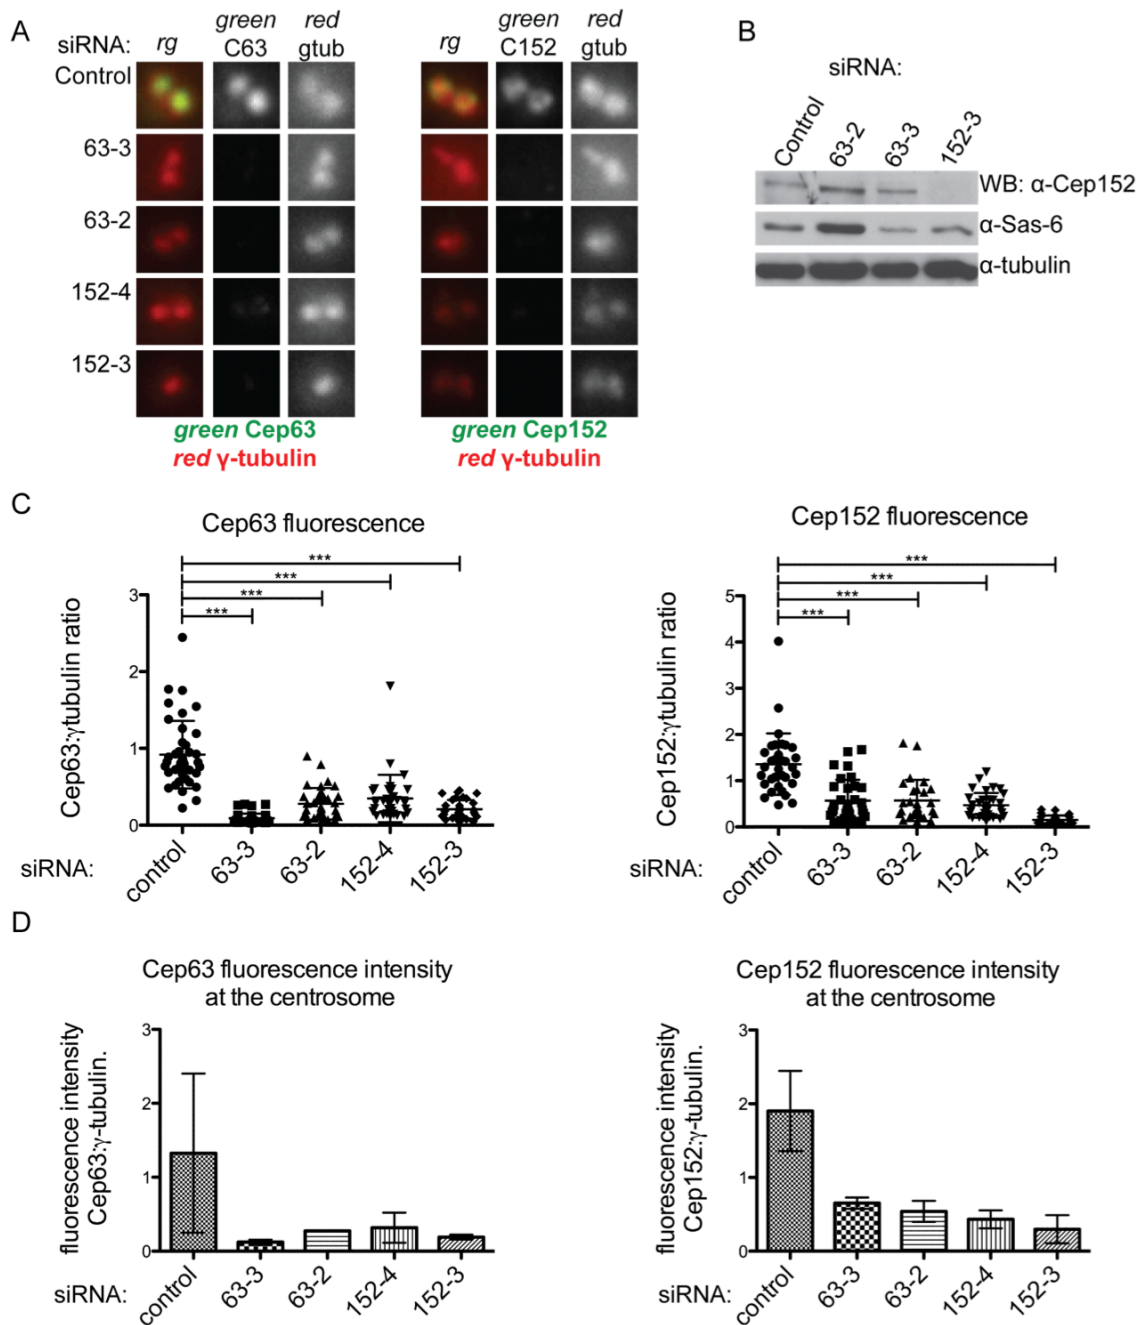 A
siRNA:
rg
green
C63
red
gtub
rg
green
C152
red
gtub
Control
63-3
63-2
152-4
152-3
green Cep63
red γ-tubulin
green Cep152
red γ-tubulin
B
siRNA:
Control
63-2
63-3
152-3
WB: α-Cep152
α-Sas-6
α-tubulin
C
Cep63 fluorescence
***
***
***
***
Cep63:γtubulin ratio
3
2
1
0
siRNA:
control
63-3
63-2
152-4
152-3
Cep152 fluorescence
***
***
***
***
Cep152:γtubulin ratio
5
4
3
2
1
0
siRNA:
control
63-3
63-2
152-4
152-3
D
Cep63 fluorescence intensity
at the centrosome
fluorescence intensity
Cep63:γ-tubulin.
3
2
1
0
siRNA:
control
63-3
63-2
152-4
152-3
Cep152 fluorescence intensity
at the centrosome
fluorescence intensity
Cep152:γ-tubulin.
3
2
1
0
siRNA:
control
63-3
63-2
152-4
152-3